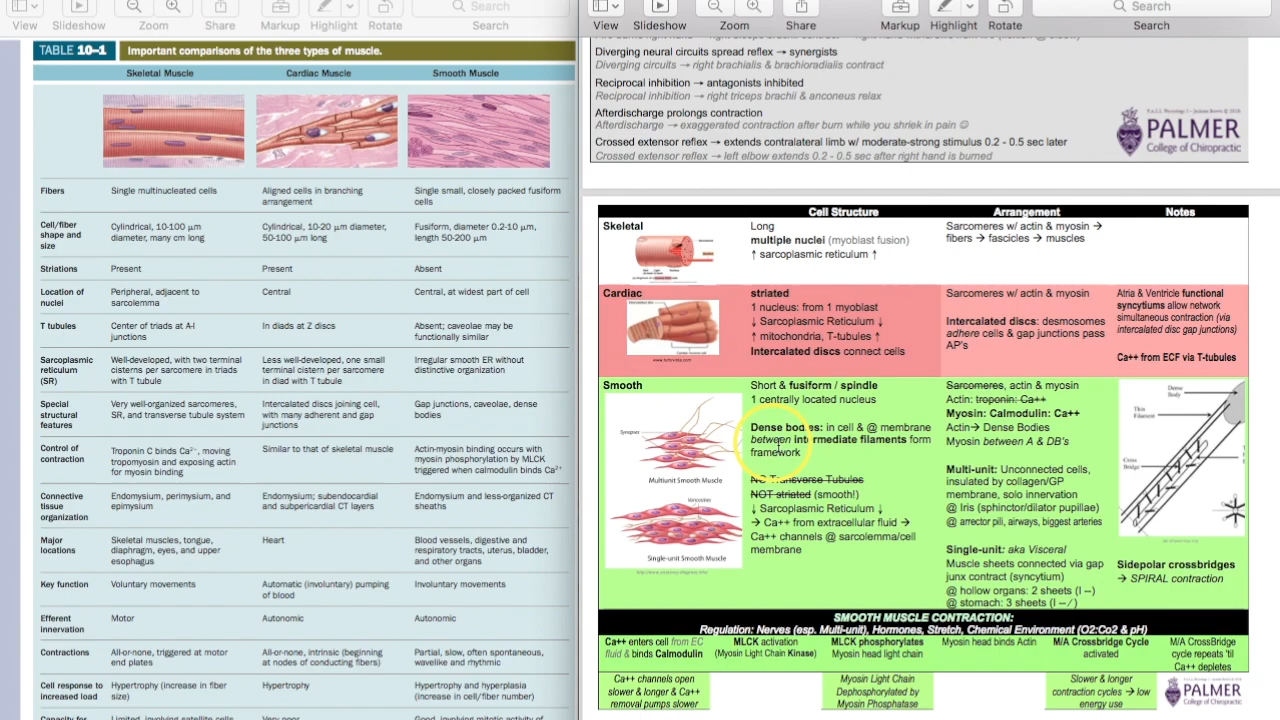 View Slideshow Zoom Share Markup Highlight Rotate Search
Search
TABLE 10–1 Important comparisons of the three types of muscle.
Skeletal Muscle Cardiac Muscle Smooth Muscle
Fibers Single multinucleated cells Aligned cells in branching arrangement Single small, closely packed fusiform cells
Cell/fiber shape and size Cylindrical, 10-100 μm diameter, many cm long Cylindrical, 10-20 μm diameter, 50-100 μm long Fusiform, diameter 0.2-10 μm, length 50-200 μm
Striations Present Present Absent
Location of nuclei Peripheral, adjacent to sarcolemma Central Central, at widest part of cell
T tubules Center of triads at A-I junctions In diads at Z discs Absent; caveolae may be functionally similar
Sarcoplasmic reticulum (SR) Well-developed, with two terminal cisterns per sarcomere in triads with T tubule Less well-developed, one small terminal cistern per sarcomere in diad with T tubule Irregular smooth ER without distinctive organization
Special structural features Very well-organized sarcomeres, SR, and transverse tubule system Intercalated discs joining cell, with many adherent and gap junctions Gap junctions, caveolae, dense bodies
Control of contraction Troponin C binds Ca²⁺, moving tropomyosin and exposing actin for myosin binding Similar to that of skeletal muscle Actin-myosin binding occurs with myosin phosphorylation by MLCK triggered when calmodulin binds Ca²⁺
Connective tissue organization Endomysium, perimysium, and epimysium Endomysium; subendocardial and subpericardial CT layers Endomysium and less-organized CT sheaths
Major locations Skeletal muscles, tongue, diaphragm, eyes, and upper esophagus Heart Blood vessels, digestive and respiratory tracts, uterus, bladder, and other organs
Key function Voluntary movements Automatic (involuntary) pumping of blood Involuntary movements
Efferent innervation Motor Autonomic Autonomic
Contractions All-or-none, triggered at motor end plates All-or-none, intrinsic (beginning at nodes of conducting fibers) Partial, slow, often spontaneous, wavelike and rhythmic
Cell response to increased load Hypertrophy (increase in fiber size) Hypertrophy Hypertrophy and hyperplasia (increase in cell/fiber number)
Capacity for Limited, involving satellite cells Very poor Good, involving mitotic activity of
View Slideshow Zoom Share Markup Highlight Rotate Search
Search
Diverging neural circuits spread reflex → synergists
Diverging circuits → right brachialis & brachioradialis contract
Reciprocal inhibition → antagonists inhibited
Reciprocal inhibition → right triceps brachii & anconeus relax
Afterdischarge prolongs contraction
Afterdischarge → exaggerated contraction after burn while you shriek in pain ☺
Crossed extensor reflex → extends contralateral limb w/ moderate-strong stimulus 0.2 - 0.5 sec later
Crossed extensor reflex → left elbow extends 0.2 - 0.5 sec after right hand is burned
PALMER
College of Chiropractic
Cell Structure Arrangement Notes
Skeletal
Long
multiple nuclei (myoblast fusion)
↑ sarcoplasmic reticulum ↑
Sarcomeres w/ actin & myosin →
fibers → fascicles → muscles
Cardiac
striated
1 nucleus: from 1 myoblast
↓ Sarcoplasmic Reticulum ↓
↑ mitochondria, T-tubules ↑
Intercalated discs connect cells
Sarcomeres w/ actin & myosin
Intercalated discs: desmosomes
adhere cells & gap junctions pass
AP's
Atria & Ventricle functional
syncytiums allow network
simultaneous contraction (via
intercalated disc gap junctions)
Ca++ from ECF via T-tubules
Smooth
Synapses
Multiunit Smooth Muscle
Varicosities
Single-unit Smooth Muscle
Short & fusiform / spindle
1 centrally located nucleus
Dense bodies: in cell & @ membrane
between intermediate filaments form
framework
NO Transverse Tubules
NOT striated (smooth!)
↓ Sarcoplasmic Reticulum ↓
→ Ca++ from extracellular fluid →
Ca++ channels @ sarcolemma/cell
membrane
Sarcomeres, actin & myosin
Actin: troponin: Ca++
Myosin: Calmodulin: Ca++
Actin→ Dense Bodies
Myosin between A & DB's
Multi-unit: Unconnected cells,
insulated by collagen/GP
membrane, solo innervation
@ Iris (sphinctor/dilator pupillae)
@ arrector pili, airways, biggest arteries
Single-unit: aka Visceral
Muscle sheets connected via gap
junx contract (syncytium)
@ hollow organs: 2 sheets (I --)
@ stomach: 3 sheets (I -- ⁄ )
Dense
Body
Thin
Filament
Cross
Bridge
Sidepolar crossbridges
→ SPIRAL contraction
SMOOTH MUSCLE CONTRACTION:
Regulation: Nerves (esp. Multi-unit), Hormones, Stretch, Chemical Environment (O2:Co2 & pH)
Ca++ enters cell from EC
fluid & binds Calmodulin
MLCK activation
(Myosin Light Chain Kinase)
MLCK phosphorylates
Myosin head light chain
Myosin head binds Actin
M/A Crossbridge Cycle
activated
M/A CrossBridge
cycle repeats 'til
Ca++ depletes
Ca++ channels open
slower & longer & Ca++
removal pumps slower
Myosin Light Chain
Dephosphorylated by
Myosin Phosphatase
Slower & longer
contraction cycles → low
energy use
PALMER
College of Chiropractic